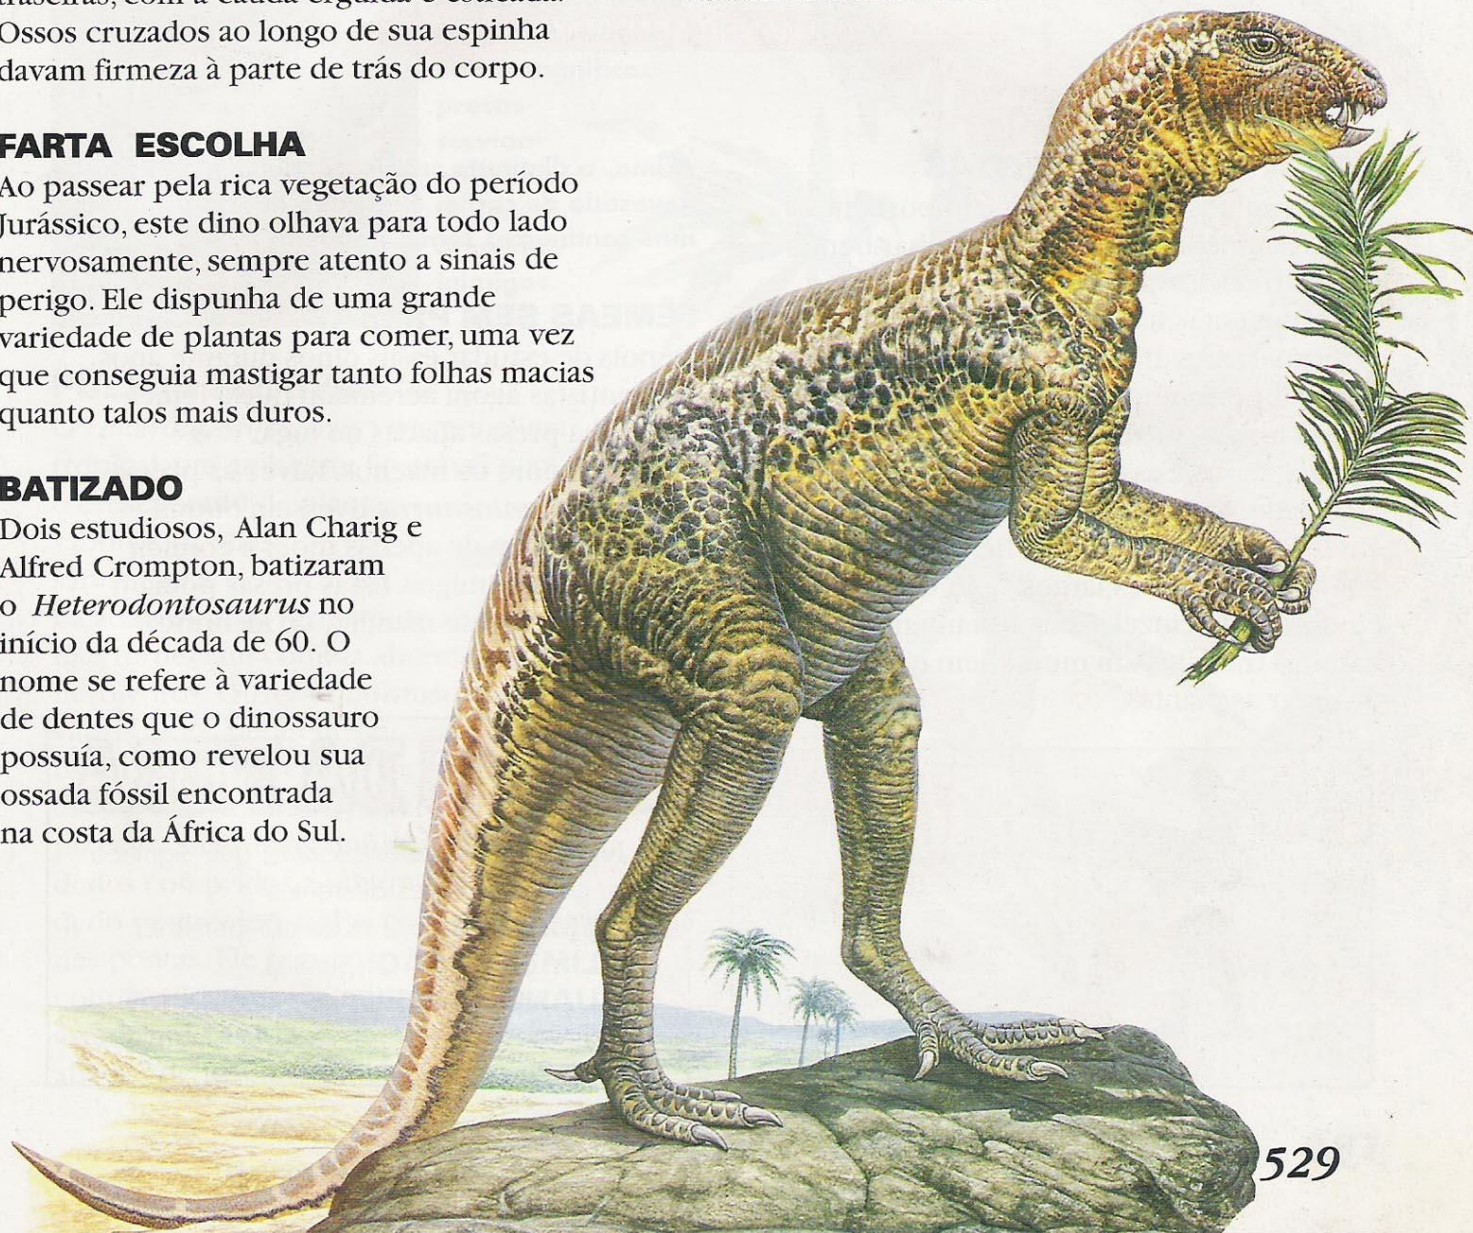 traseiras, com a cauda erguida e esticada.
Ossos cruzados ao longo de sua espinha
davam firmeza à parte de trás do corpo.
FARTA ESCOLHA
Ao passear pela rica vegetação do período
Jurássico, este dino olhava para todo lado
nervosamente, sempre atento a sinais de
perigo. Ele dispunha de uma grande
variedade de plantas para comer, uma vez
que conseguia mastigar tanto folhas macias
quanto talos mais duros.
BATIZADO
Dois estudiosos, Alan Charig e
Alfred Crompton, batizaram
o Heterodontosaurus no
início da década de 60. O
nome se refere à variedade
de dentes que o dinossauro
possuía, como revelou sua
ossada fóssil encontrada
na costa da África do Sul.
529